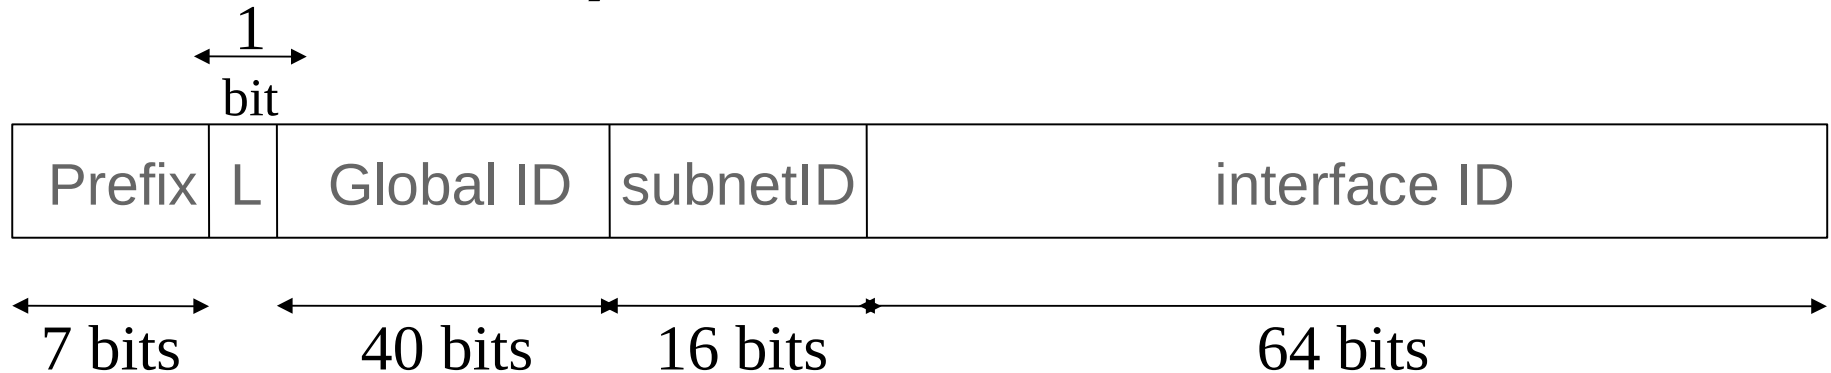 1
bit
Prefix L Global ID subnetID interface ID
7 bits 40 bits 16 bits 64 bits